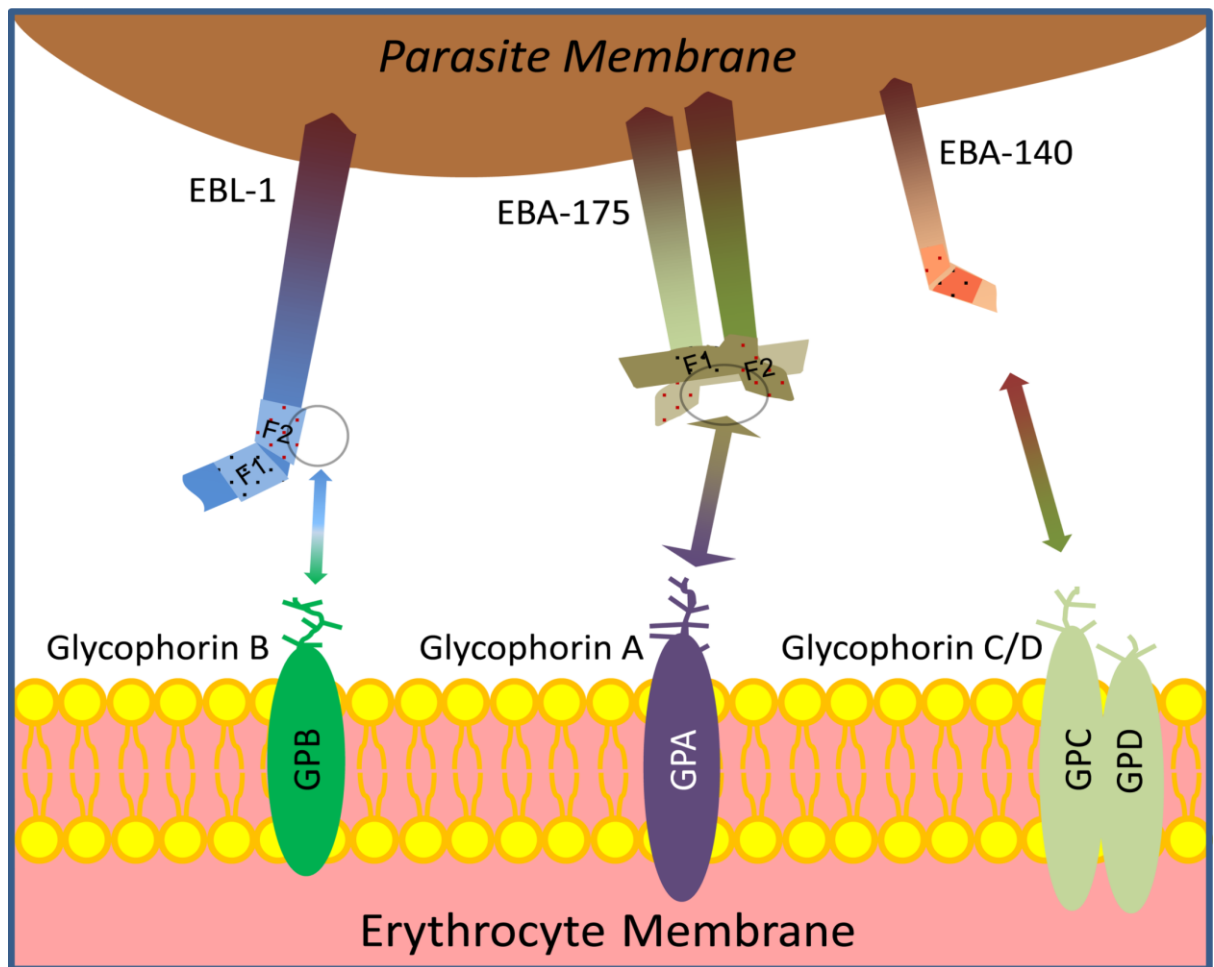 Parasite Membrane
EBL-1
EBA-175
EBA-140
F1
F2
F2
F1
Glycophorin B
Glycophorin A
Glycophorin C/D
GPB
GPA
GPC
GPD
Erythrocyte Membrane